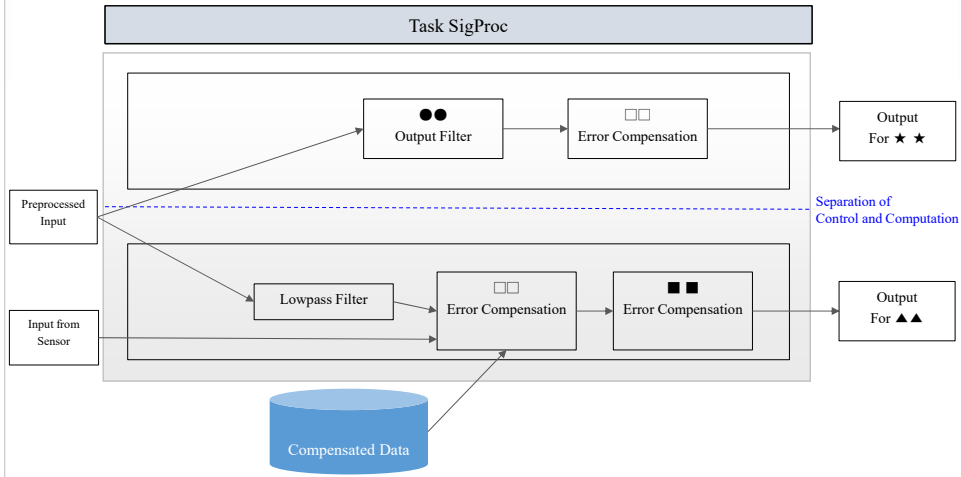 Task SigProc
●●
Output Filter
□□
Error Compensation
Output
For ★ ★
Preprocessed
Input
Separation of
Control and Computation
Lowpass Filter
□□
Error Compensation
■ ■
Error Compensation
Output
For ▲▲
Input from
Sensor
Compensated Data